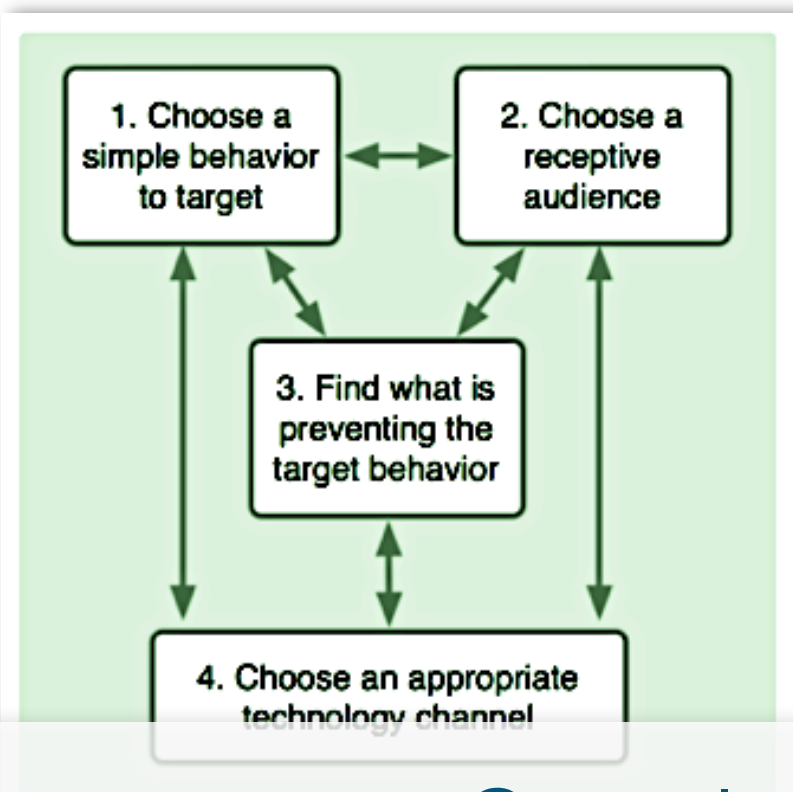 1. Choose a
simple behavior
to target
2. Choose a
receptive
audience
3. Find what is
preventing the
target behavior
4. Choose an appropriate
technology channel